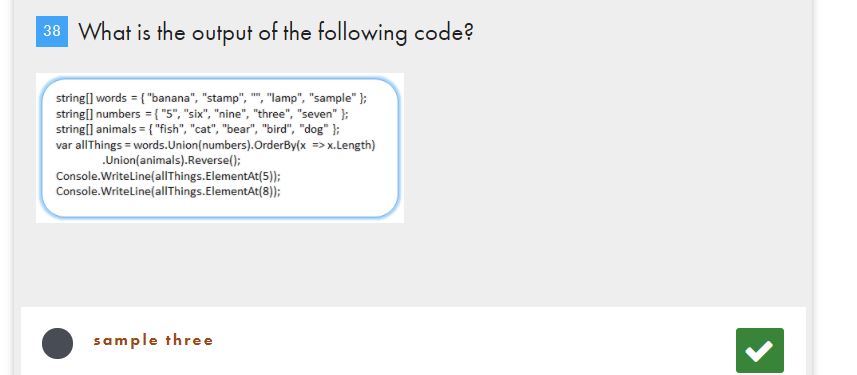 38 What is the output of the following code?
string[] words = { "banana", "stamp", "", "lamp", "sample" };
string[] numbers = { "5", "six", "nine", "three", "seven" };
string[] animals = { "fish", "cat", "bear", "bird", "dog" };
var allThings = words.Union(numbers).OrderBy(x => x.Length)
.Union(animals).Reverse();
Console.WriteLine(allThings.ElementAt(5));
Console.WriteLine(allThings.ElementAt(8));
sample three